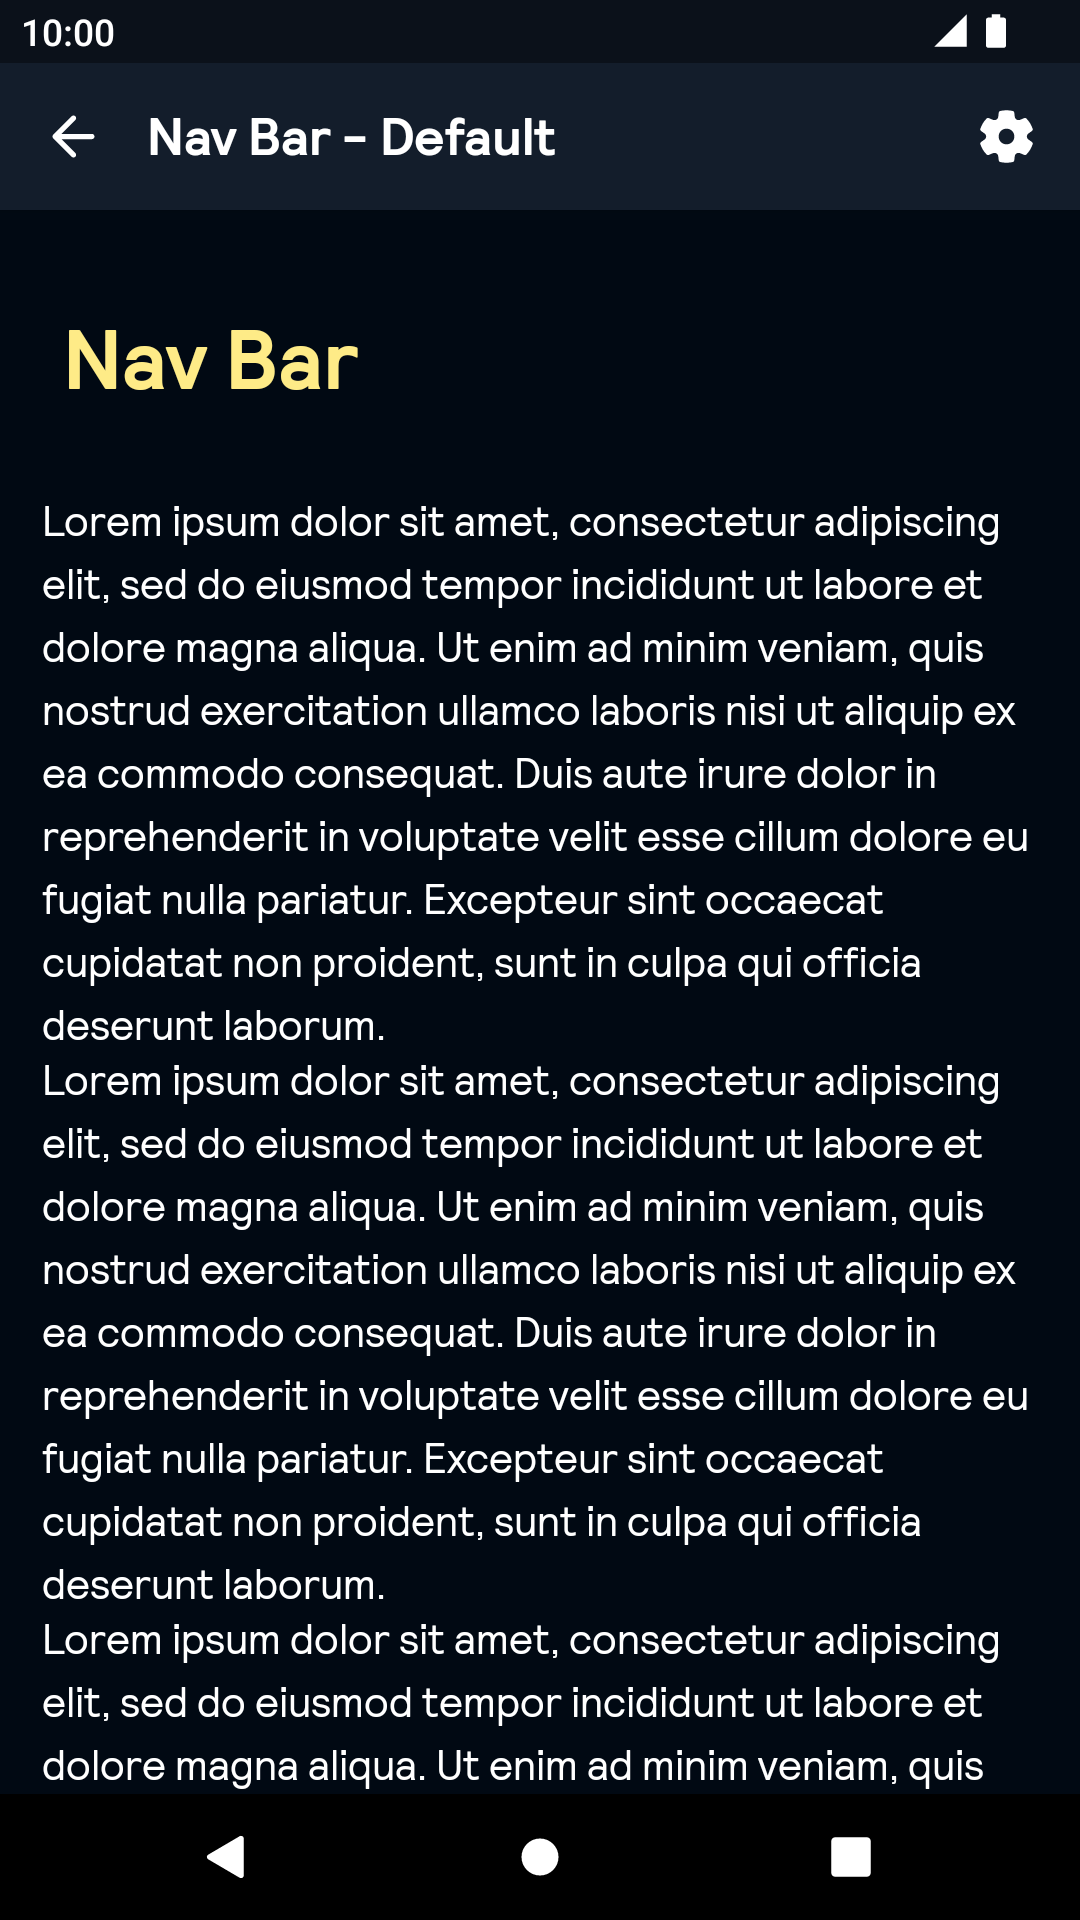 10:00
Nav Bar - Default
Nav Bar
Lorem ipsum dolor sit amet, consectetur adipiscing
elit, sed do eiusmod tempor incididunt ut labore et
dolore magna aliqua. Ut enim ad minim veniam, quis
nostrud exercitation ullamco laboris nisi ut aliquip ex
ea commodo consequat. Duis aute irure dolor in
reprehenderit in voluptate velit esse cillum dolore eu
fugiat nulla pariatur. Excepteur sint occaecat
cupidatat non proident, sunt in culpa qui officia
deserunt laborum.
Lorem ipsum dolor sit amet, consectetur adipiscing
elit, sed do eiusmod tempor incididunt ut labore et
dolore magna aliqua. Ut enim ad minim veniam, quis
nostrud exercitation ullamco laboris nisi ut aliquip ex
ea commodo consequat. Duis aute irure dolor in
reprehenderit in voluptate velit esse cillum dolore eu
fugiat nulla pariatur. Excepteur sint occaecat
cupidatat non proident, sunt in culpa qui officia
deserunt laborum.
Lorem ipsum dolor sit amet, consectetur adipiscing
elit, sed do eiusmod tempor incididunt ut labore et
dolore magna aliqua. Ut enim ad minim veniam, quis